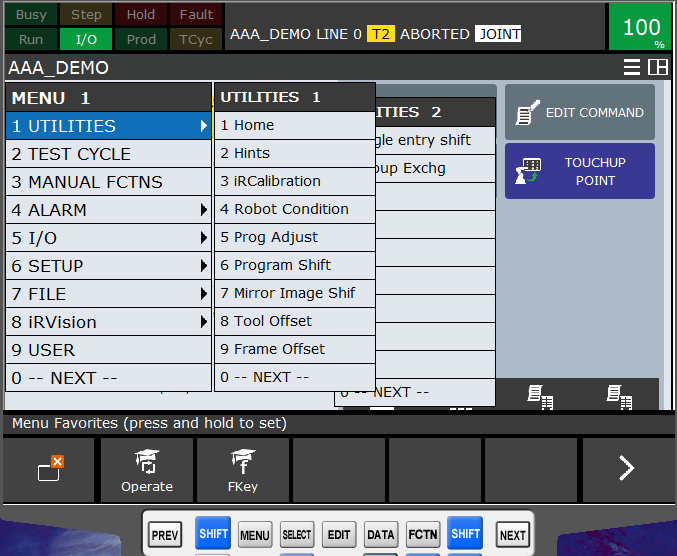 Busy Step Hold Fault
Run I/O Prod TCyc
AAA_DEMO LINE 0 T2 ABORTED JOINT
100
%
AAA_DEMO
MENU 1
1 UTILITIES
2 TEST CYCLE
3 MANUAL FCTNS
4 ALARM
5 I/O
6 SETUP
7 FILE
8 iRVision
9 USER
0 -- NEXT --
UTILITIES 1
1 Home
2 Hints
3 iRCalibration
4 Robot Condition
5 Prog Adjust
6 Program Shift
7 Mirror Image Shif
8 Tool Offset
9 Frame Offset
0 -- NEXT --
TIES 2
gle entry shift
oup Exchg
0 -- NEXT --
EDIT COMMAND
TOUCHUP
POINT
Menu Favorites (press and hold to set)
Operate
FKey
PREV SHIFT MENU SELECT EDIT DATA FCTN SHIFT NEXT